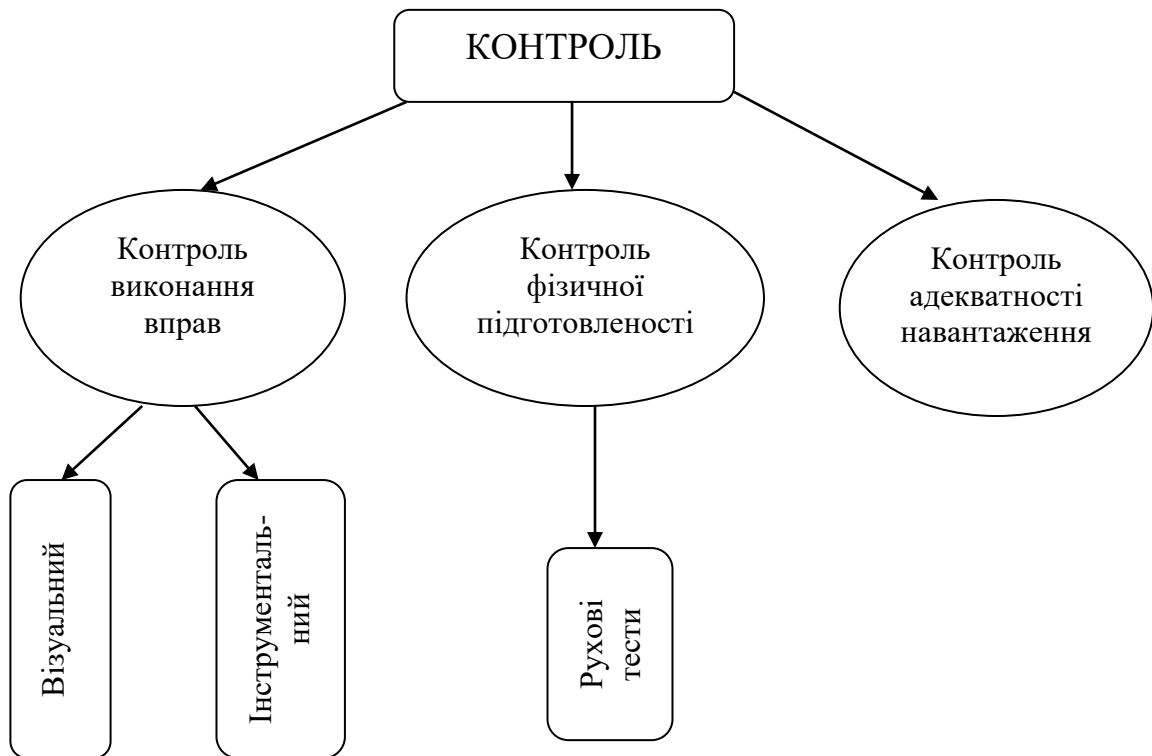 КОНТРОЛЬ
Контроль
виконання
вправ
Контроль
фізичної
підготовленості
Контроль
адекватності
навантаження
Візуальний
Інструменталь-
ний
Рухові
тести